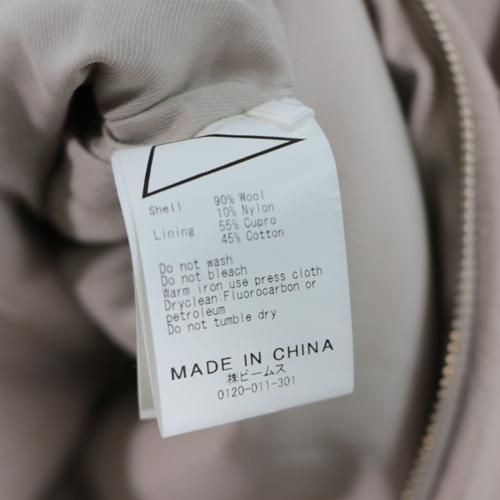 Shell 90% Wool
10% Nylon
Lining 55% Cupro
45% Cotton
Do not wash
Do not bleach
Warm iron use press cloth
Dryclean:Fluorocarbon or
petroleum
Do not tumble dry
MADE IN CHINA
㈱ビームス
0120-011-301